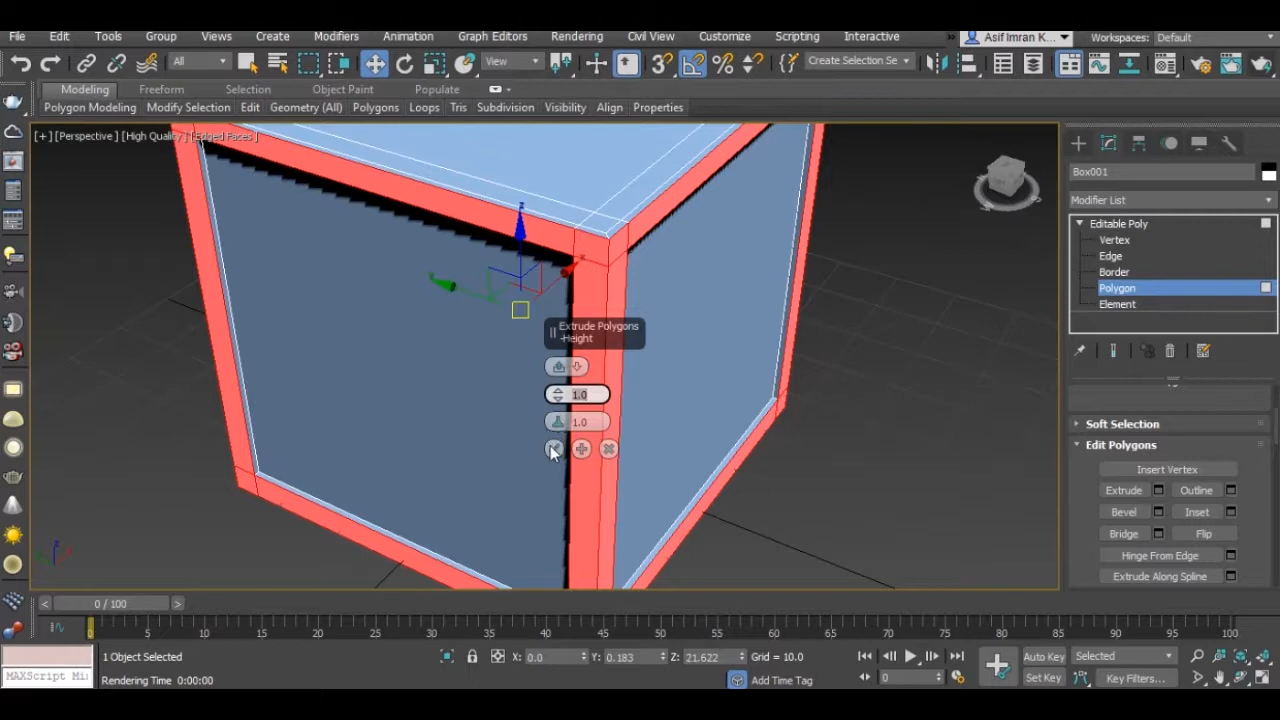 File Edit Tools Group Views Create Modifiers Animation Graph Editors Rendering Civil View Customize Scripting Interactive Asif Imran K... Workspaces: Default
All View Create Selection Se
Modeling Freeform Selection Object Paint Populate
Polygon Modeling Modify Selection Edit Geometry (All) Polygons Loops Tris Subdivision Visibility Align Properties
[+] [Perspective] [High Quality] [Edged Faces]
Box001
Modifier List
Editable Poly
Vertex
Edge
Border
Polygon
Element
z
Extrude Polygons
-Height
1.0
1.0
Soft Selection
Edit Polygons
Insert Vertex
Extrude Outline
Bevel Inset
Bridge Flip
Hinge From Edge
Extrude Along Spline
0 / 100
0 5 10 15 20 25 30 35 40 45 50 55 60 65 70 75 80 85 90 95 100
1 Object Selected X: 0.0 Y: 0.183 Z: 21.622 Grid = 10.0 Auto Key Selected
MAXScript Mi Rendering Time 0:00:00 Add Time Tag 0 Set Key Key Filters...